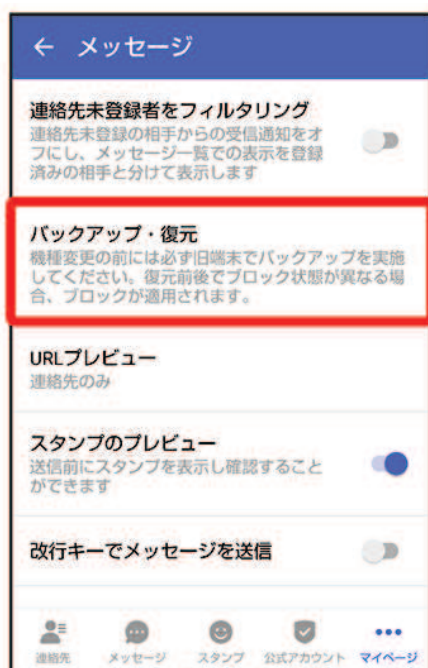 ← メッセージ
連絡先未登録者をフィルタリング
連絡先未登録の相手からの受信通知をオ
フにし、メッセージ一覧での表示を登録
済みの相手と分けて表示します
バックアップ・復元
機種変更の前には必ず旧端末でバックアップを実施
してください。復元前後でブロック状態が異なる場
合、ブロックが適用されます。
URLプレビュー
連絡先のみ
スタンプのプレビュー
送信前にスタンプを表示し確認すること
ができます
改行キーでメッセージを送信
連絡先 メッセージ スタンプ 公式アカウント マイページ